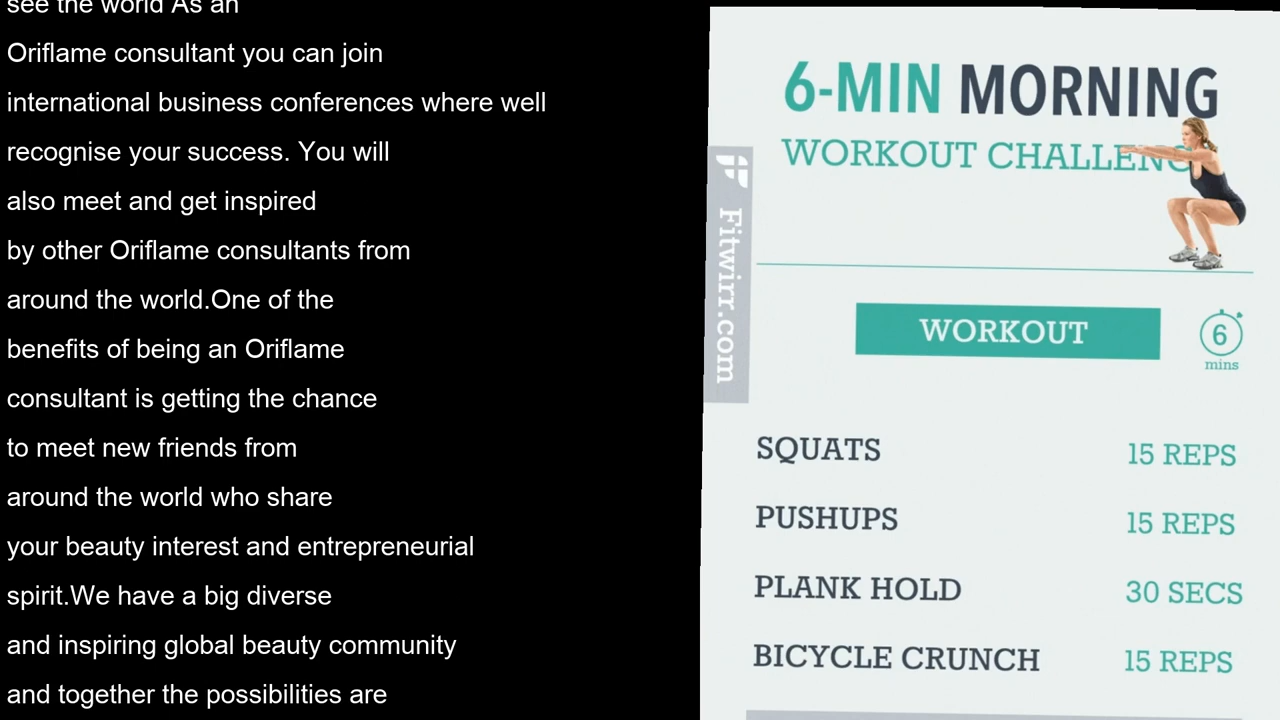 see the world As an
Oriflame consultant you can join
international business conferences where well
recognise your success. You will
also meet and get inspired
by other Oriflame consultants from
around the world.One of the
benefits of being an Oriflame
consultant is getting the chance
to meet new friends from
around the world who share
your beauty interest and entrepreneurial
spirit.We have a big diverse
and inspiring global beauty community
and together the possibilities are
6-MIN MORNING
WORKOUT CHALLENG
Fitwirr.com
WORKOUT
6
mins
SQUATS 15 REPS
PUSHUPS 15 REPS
PLANK HOLD 30 SECS
BICYCLE CRUNCH 15 REPS